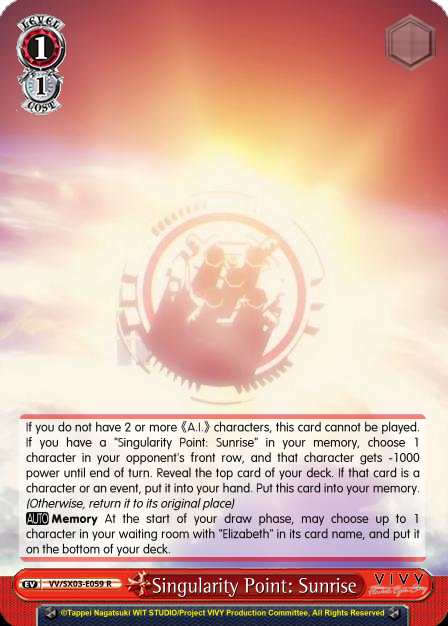 LEVEL
1
1
COST
If you do not have 2 or more 《A.I.》 characters, this card cannot be played.
If you have a "Singularity Point: Sunrise" in your memory, choose 1
character in your opponent's front row, and that character gets -1000
power until end of turn. Reveal the top card of your deck. If that card is a
character or an event, put it into your hand. Put this card into your memory.
(Otherwise, return it to its original place)
AUTO Memory At the start of your draw phase, may choose up to 1
character in your waiting room with "Elizabeth" in its card name, and put it
on the bottom of your deck.
EV VV/SX03-E059 R Singularity Point: Sunrise VIVY
©Tappei Nagatsuki WIT STUDIO/Project VIVY Production Committee, All Rights Reserved